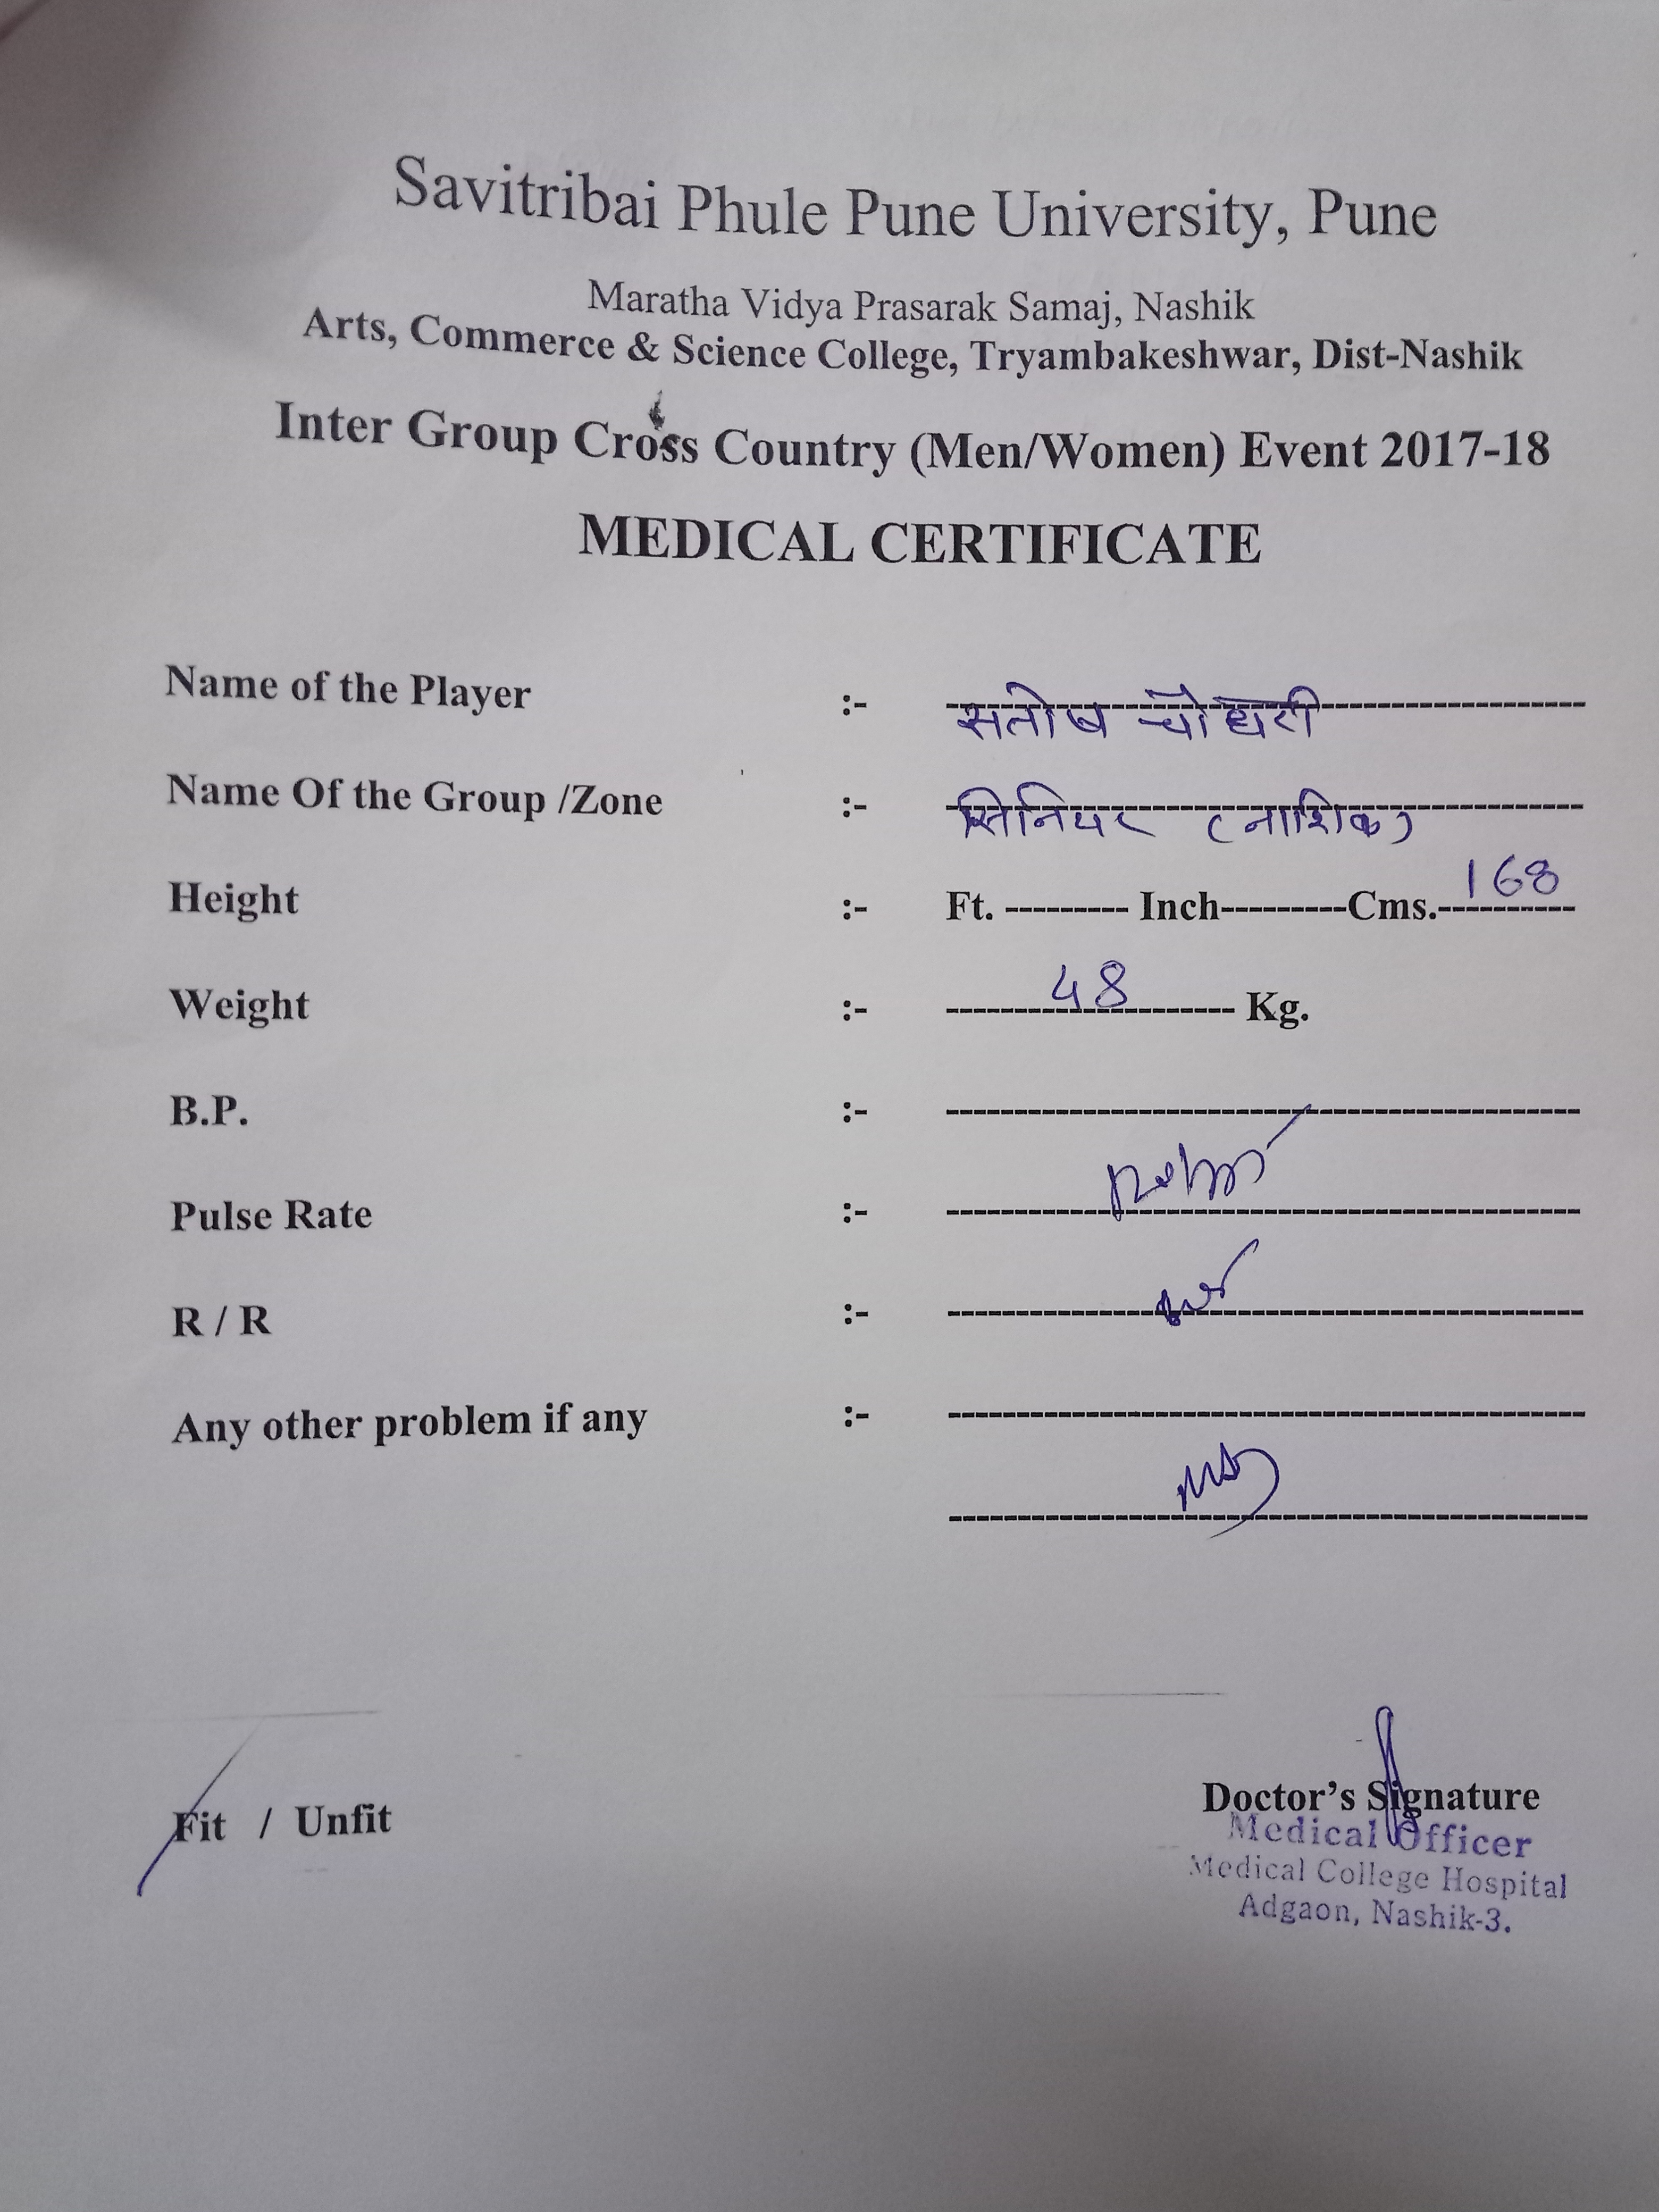 Savitribai Phule Pune University, Pune
Maratha Vidya Prasarak Samaj, Nashik
Arts, Commerce & Science College, Tryambakeshwar, Dist-Nashik
Inter Group Cross Country (Men/Women) Event 2017-18
MEDICAL CERTIFICATE
Name of the Player :- सतोष चौधरी
Name Of the Group /Zone :- सिनियर (नाशिक)
Height :- Ft. --------- Inch---------Cms.- 168
Weight :- 48 Kg.
B.P. :-
Pulse Rate :-
R / R :-
Any other problem if any :-
Fit / Unfit
Doctor's Signature
Medical Officer
Medical College Hospital
Adgaon, Nashik-3.